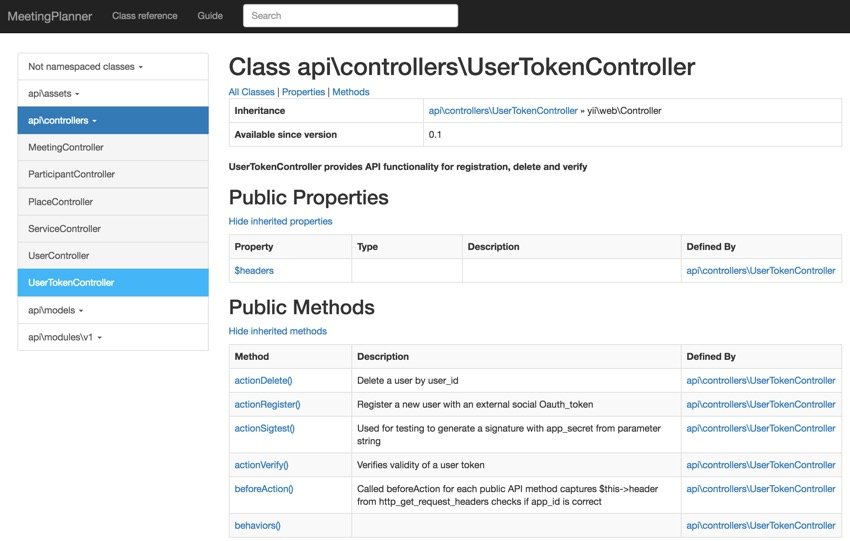 MeetingPlanner Class reference Guide Search
Not namespaced classes
api\assets
api\controllers
MeetingController
ParticipantController
PlaceController
ServiceController
UserController
UserTokenController
api\models
api\modules\v1
Class api\controllers\UserTokenController
All Classes | Properties | Methods
Inheritance api\controllers\UserTokenController » yii\web\Controller
Available since version 0.1
UserTokenController provides API functionality for registration, delete and verify
Public Properties
Hide inherited properties
Property Type Description Defined By
$headers api\controllers\UserTokenController
Public Methods
Hide inherited methods
Method Description Defined By
actionDelete() Delete a user by user_id api\controllers\UserTokenController
actionRegister() Register a new user with an external social Oauth_token api\controllers\UserTokenController
actionSigtest() Used for testing to generate a signature with app_secret from parameter api\controllers\UserTokenController
string
actionVerify() Verifies validity of a user token api\controllers\UserTokenController
beforeAction() Called beforeAction for each public API method captures $this->header api\controllers\UserTokenController
from http_get_request_headers checks if app_id is correct
behaviors() api\controllers\UserTokenController